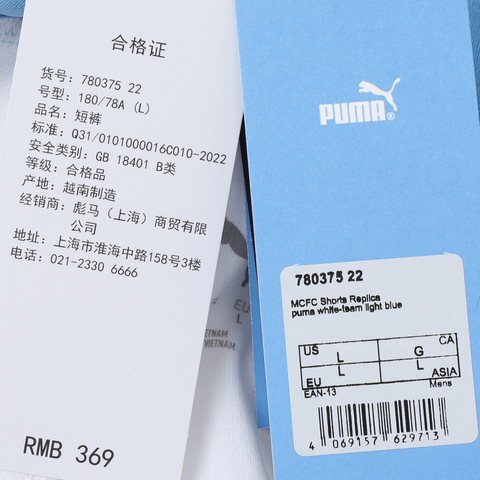 合格证
货号: 780375 22
号型: 180/78A (L)
品名: 短裤
标准: Q31/0101000016C010-2022
安全类别: GB 18401 B类
等级: 合格品
产地: 越南制造
经销商: 彪马（上海）商贸有限
公司
地址: 上海市淮海中路158号3楼
电话: 021-2330 6666
RMB 369
PUMA®
780375 22
MCFC Shorts Replica
puma white-team light blue
US L G CA
EU L L ASIA
EAN-13 Mens
4 069157 629713
EU
L
VIETNAM
VIETNAM